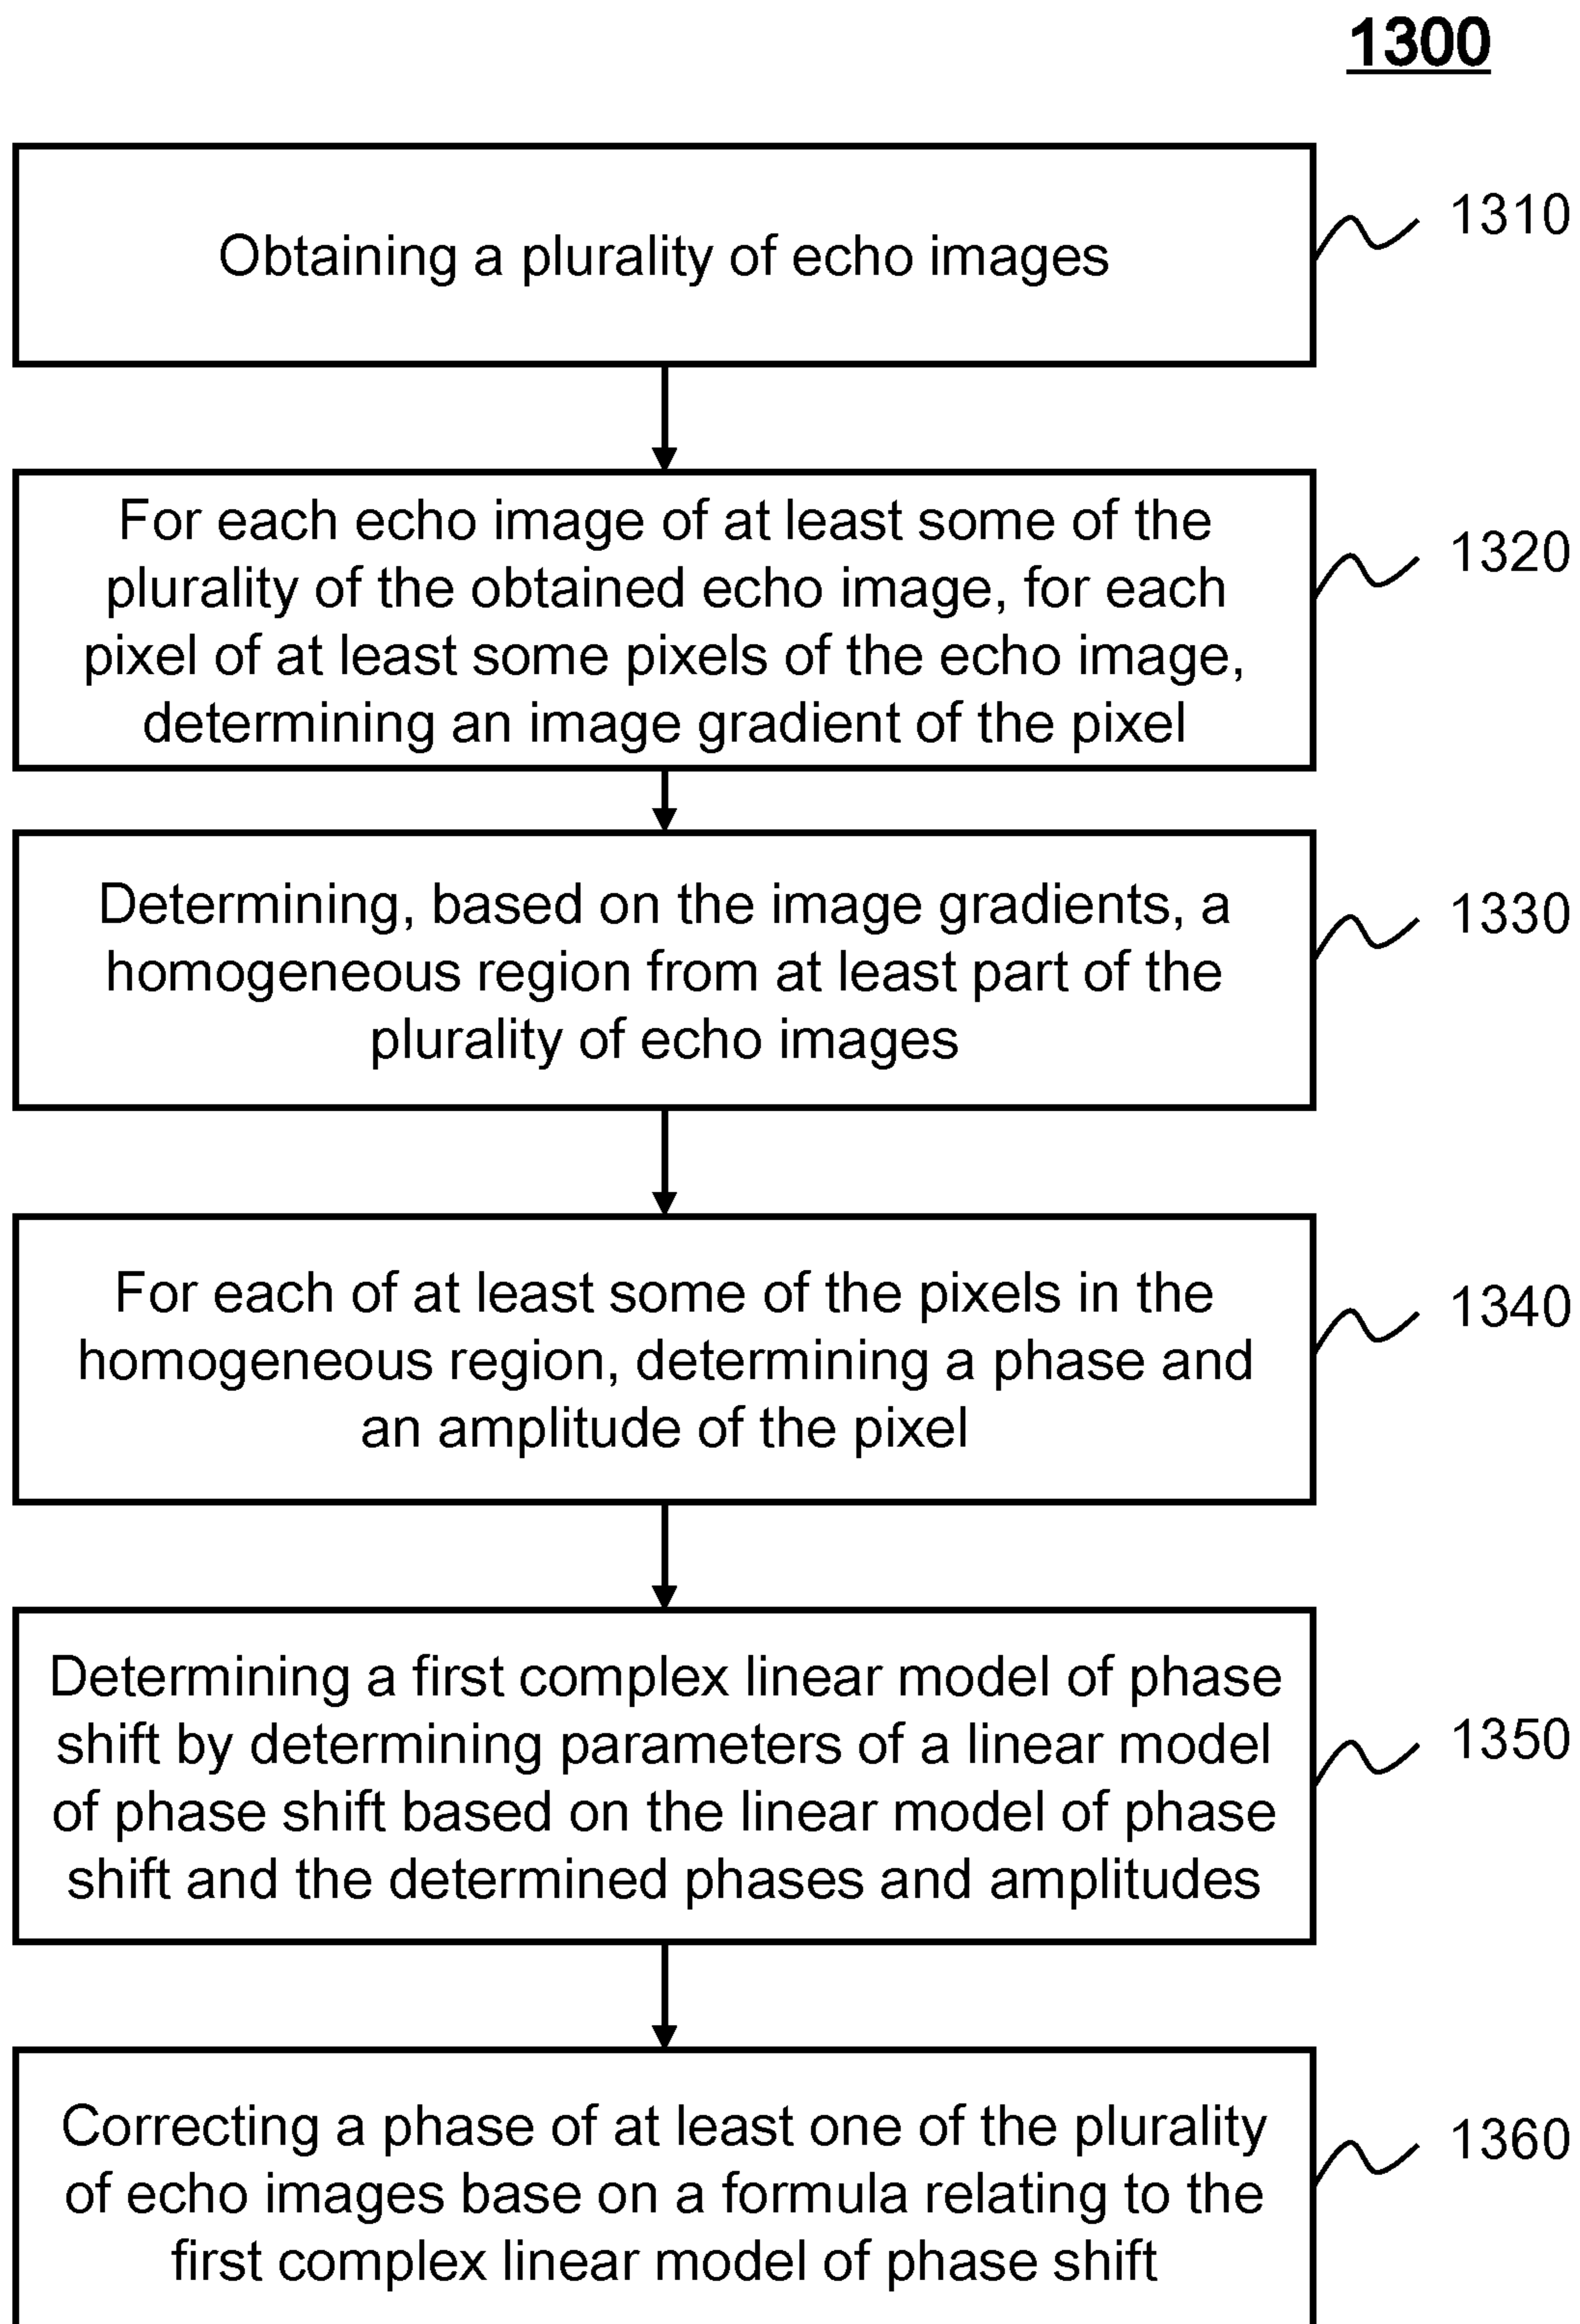 1300
Obtaining a plurality of echo images
1310
For each echo image of at least some of the
plurality of the obtained echo image, for each
pixel of at least some pixels of the echo image,
determining an image gradient of the pixel
1320
Determining, based on the image gradients, a
homogeneous region from at least part of the
plurality of echo images
1330
For each of at least some of the pixels in the
homogeneous region, determining a phase and
an amplitude of the pixel
1340
Determining a first complex linear model of phase
shift by determining parameters of a linear model
of phase shift based on the linear model of phase
shift and the determined phases and amplitudes
1350
Correcting a phase of at least one of the plurality
of echo images base on a formula relating to the
first complex linear model of phase shift
1360